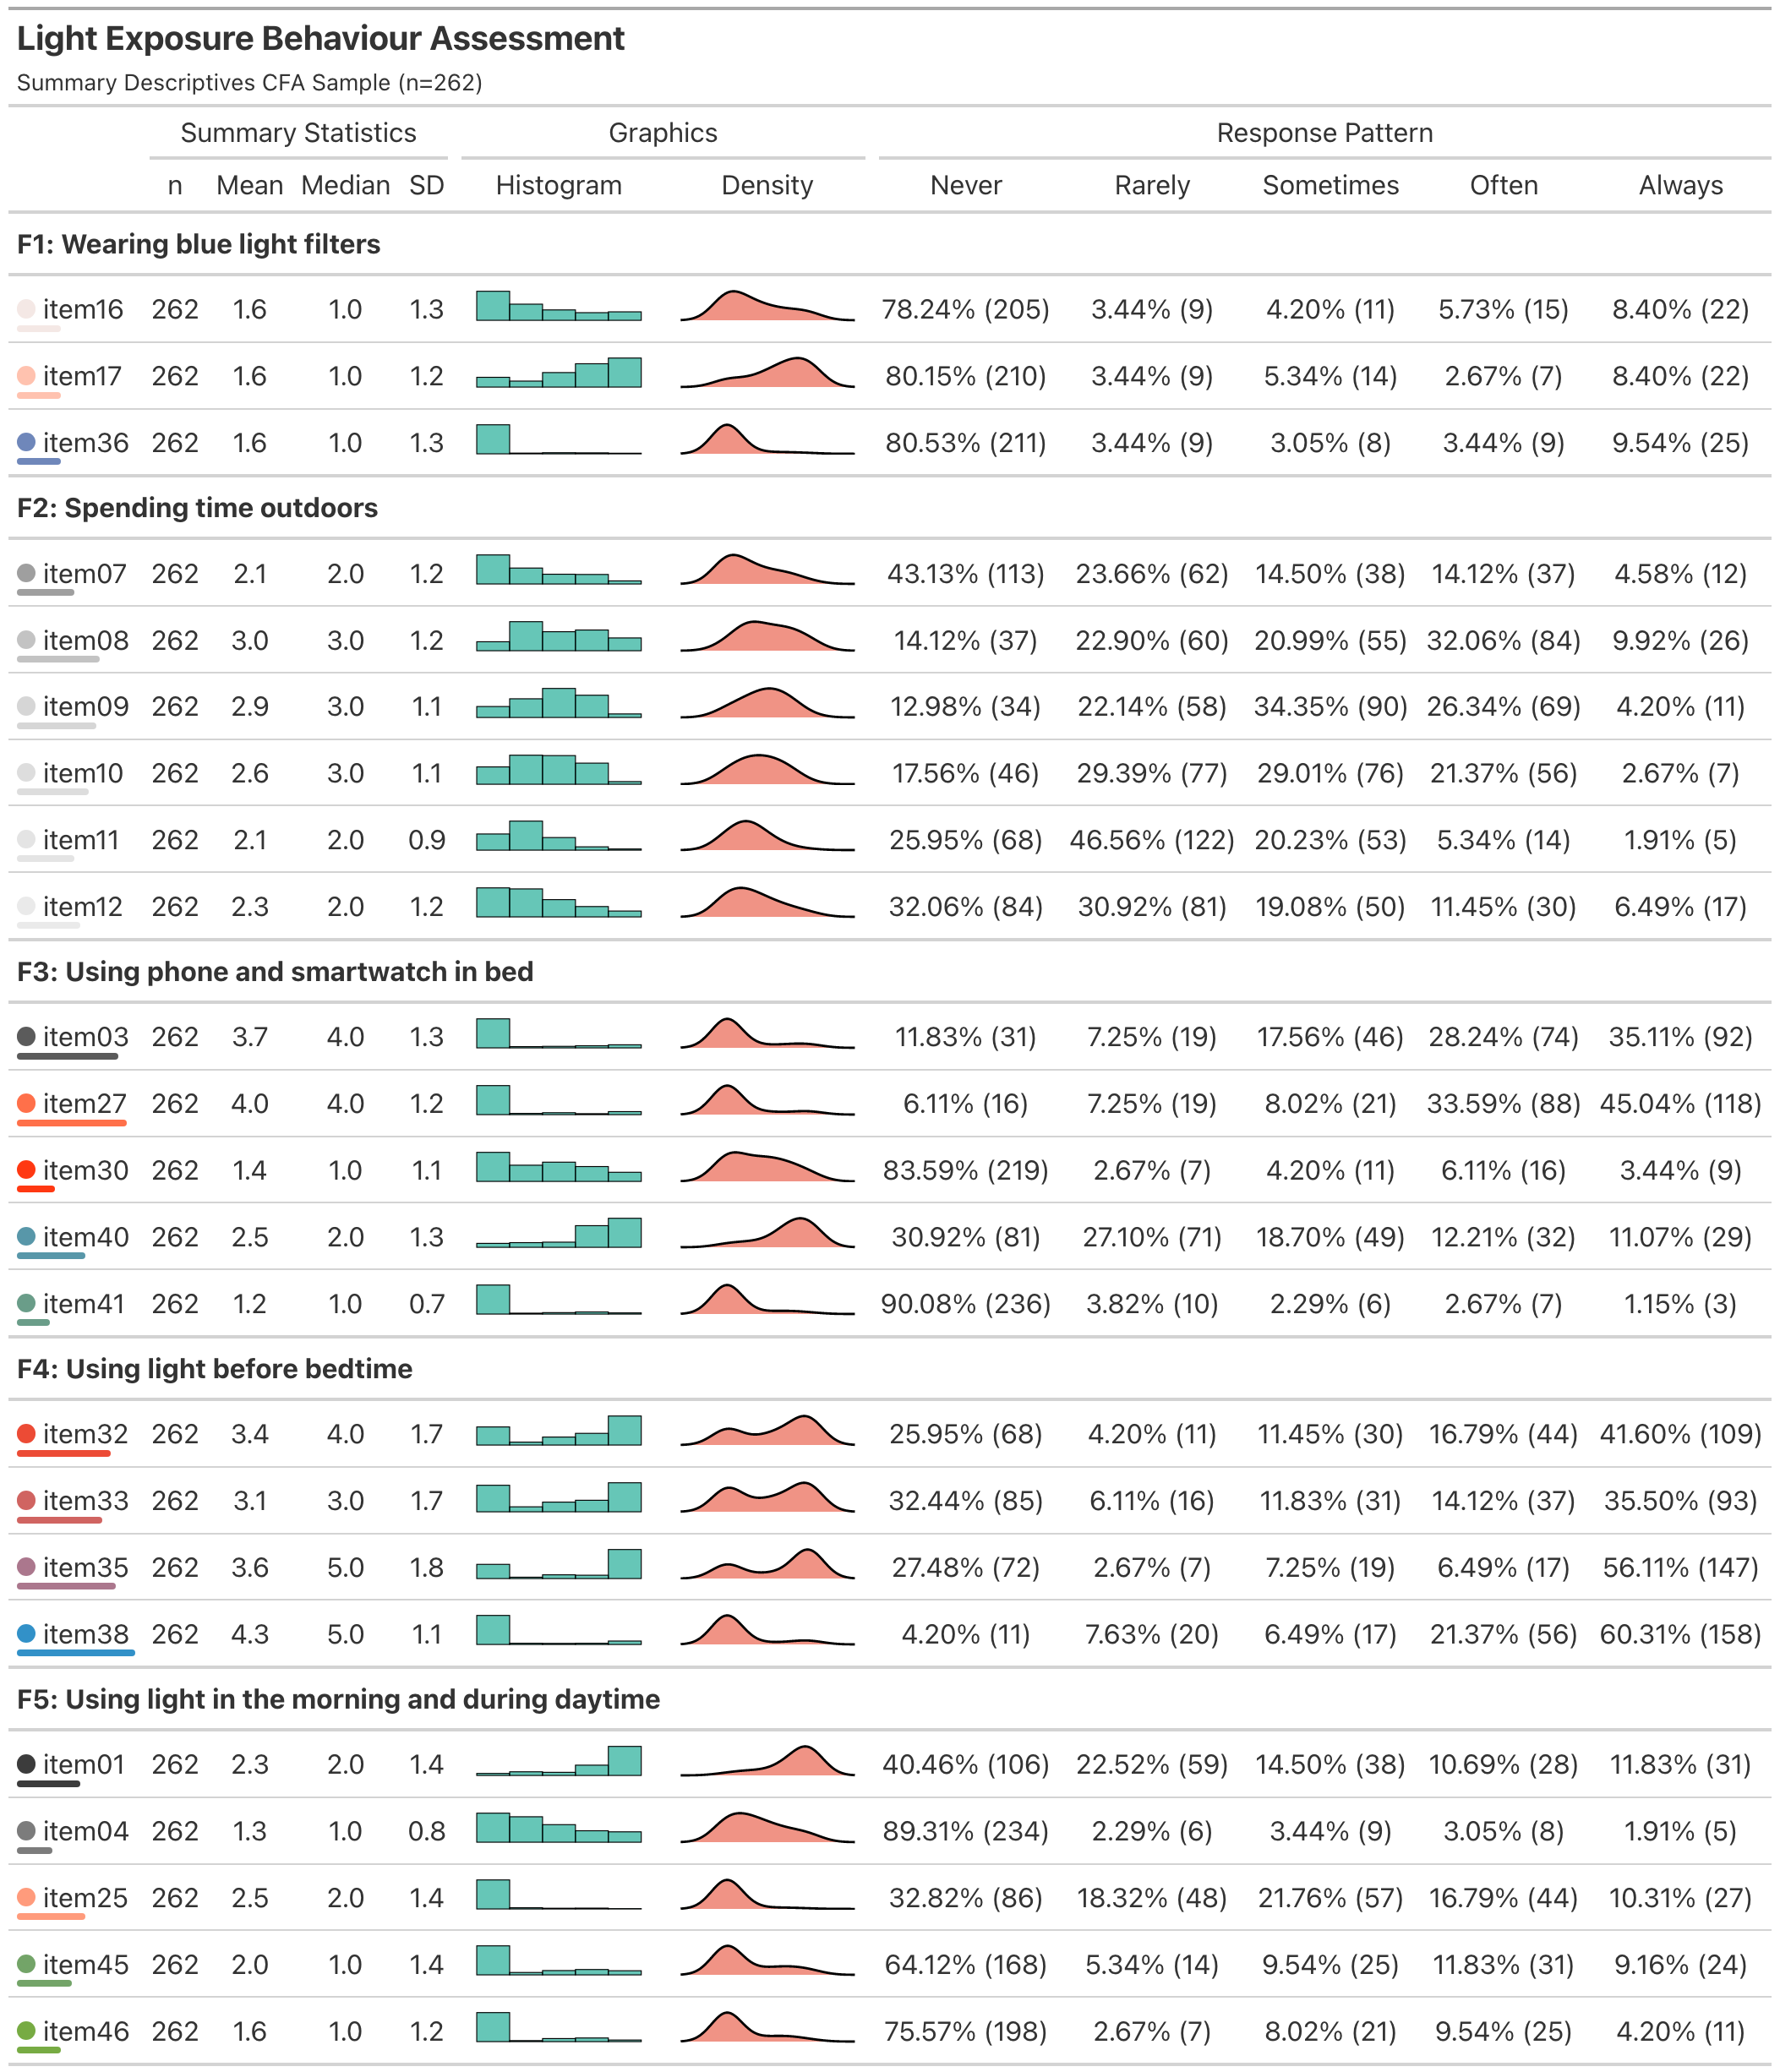 Light Exposure Behaviour Assessment
Summary Descriptives CFA Sample (n=262)
Summary Statistics Graphics Response Pattern
n Mean Median SD Histogram Density Never Rarely Sometimes Often Always
F1: Wearing blue light filters
item16 262 1.6 1.0 1.3 78.24% (205) 3.44% (9) 4.20% (11) 5.73% (15) 8.40% (22)
item17 262 1.6 1.0 1.2 80.15% (210) 3.44% (9) 5.34% (14) 2.67% (7) 8.40% (22)
item36 262 1.6 1.0 1.3 80.53% (211) 3.44% (9) 3.05% (8) 3.44% (9) 9.54% (25)
F2: Spending time outdoors
item07 262 2.1 2.0 1.2 43.13% (113) 23.66% (62) 14.50% (38) 14.12% (37) 4.58% (12)
item08 262 3.0 3.0 1.2 14.12% (37) 22.90% (60) 20.99% (55) 32.06% (84) 9.92% (26)
item09 262 2.9 3.0 1.1 12.98% (34) 22.14% (58) 34.35% (90) 26.34% (69) 4.20% (11)
item10 262 2.6 3.0 1.1 17.56% (46) 29.39% (77) 29.01% (76) 21.37% (56) 2.67% (7)
item11 262 2.1 2.0 0.9 25.95% (68) 46.56% (122) 20.23% (53) 5.34% (14) 1.91% (5)
item12 262 2.3 2.0 1.2 32.06% (84) 30.92% (81) 19.08% (50) 11.45% (30) 6.49% (17)
F3: Using phone and smartwatch in bed
item03 262 3.7 4.0 1.3 11.83% (31) 7.25% (19) 17.56% (46) 28.24% (74) 35.11% (92)
item27 262 4.0 4.0 1.2 6.11% (16) 7.25% (19) 8.02% (21) 33.59% (88) 45.04% (118)
item30 262 1.4 1.0 1.1 83.59% (219) 2.67% (7) 4.20% (11) 6.11% (16) 3.44% (9)
item40 262 2.5 2.0 1.3 30.92% (81) 27.10% (71) 18.70% (49) 12.21% (32) 11.07% (29)
item41 262 1.2 1.0 0.7 90.08% (236) 3.82% (10) 2.29% (6) 2.67% (7) 1.15% (3)
F4: Using light before bedtime
item32 262 3.4 4.0 1.7 25.95% (68) 4.20% (11) 11.45% (30) 16.79% (44) 41.60% (109)
item33 262 3.1 3.0 1.7 32.44% (85) 6.11% (16) 11.83% (31) 14.12% (37) 35.50% (93)
item35 262 3.6 5.0 1.8 27.48% (72) 2.67% (7) 7.25% (19) 6.49% (17) 56.11% (147)
item38 262 4.3 5.0 1.1 4.20% (11) 7.63% (20) 6.49% (17) 21.37% (56) 60.31% (158)
F5: Using light in the morning and during daytime
item01 262 2.3 2.0 1.4 40.46% (106) 22.52% (59) 14.50% (38) 10.69% (28) 11.83% (31)
item04 262 1.3 1.0 0.8 89.31% (234) 2.29% (6) 3.44% (9) 3.05% (8) 1.91% (5)
item25 262 2.5 2.0 1.4 32.82% (86) 18.32% (48) 21.76% (57) 16.79% (44) 10.31% (27)
item45 262 2.0 1.0 1.4 64.12% (168) 5.34% (14) 9.54% (25) 11.83% (31) 9.16% (24)
item46 262 1.6 1.0 1.2 75.57% (198) 2.67% (7) 8.02% (21) 9.54% (25) 4.20% (11)